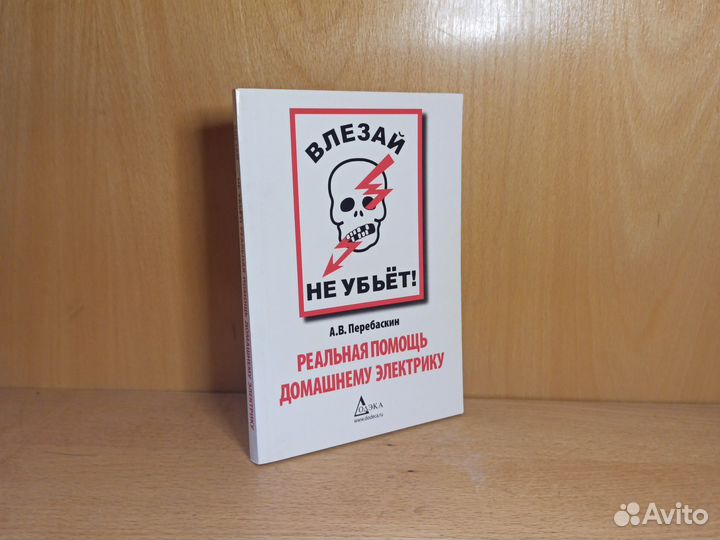 ВЛЕЗАЙ
НЕ УБЬЁТ!
А.В. Перебаскин
РЕАЛЬНАЯ ПОМОЩЬ
ДОМАШНЕМУ ЭЛЕКТРИКУ
ДОДЭКА
www.dodeca.ru
Avito